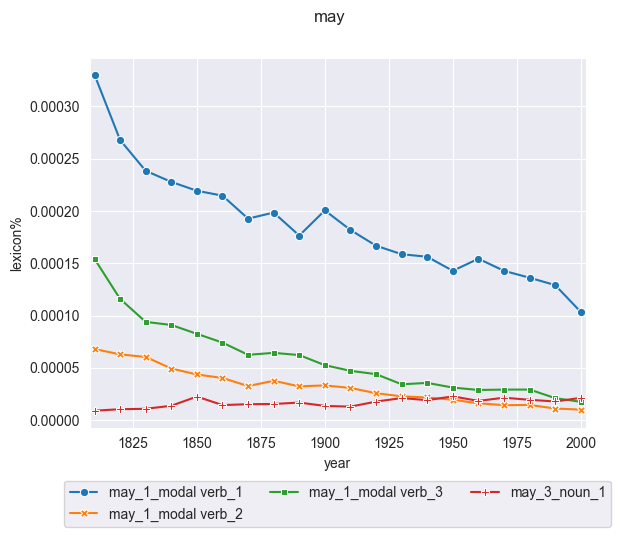 may
0.00030
0.00025
0.00020
0.00015
0.00010
0.00005
0.00000
lexicon%
1825 1850 1875 1900 1925 1950 1975 2000
year
may_1_modal verb_1 may_1_modal verb_3 may_3_noun_1
may_1_modal verb_2